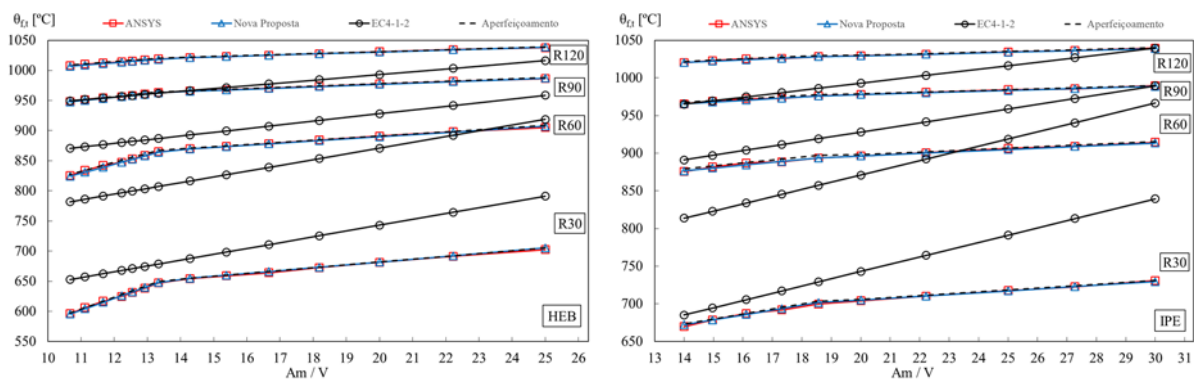 θf,t [ºC]
ANSYS Nova Proposta EC4-1-2 Aperfeiçoamento
1050
1000
950
900
850
800
750
700
650
600
550
R120
R90
R60
R30
HEB
10 11 12 13 14 15 16 17 18 19 20 21 22 23 24 25 26
Am / V
θf,t [ºC]
ANSYS Nova Proposta EC4-1-2 Aperfeiçoamento
1050
1000
950
900
850
800
750
700
650
R120
R90
R60
R30
IPE
13 14 15 16 17 18 19 20 21 22 23 24 25 26 27 28 29 30 31
Am / V